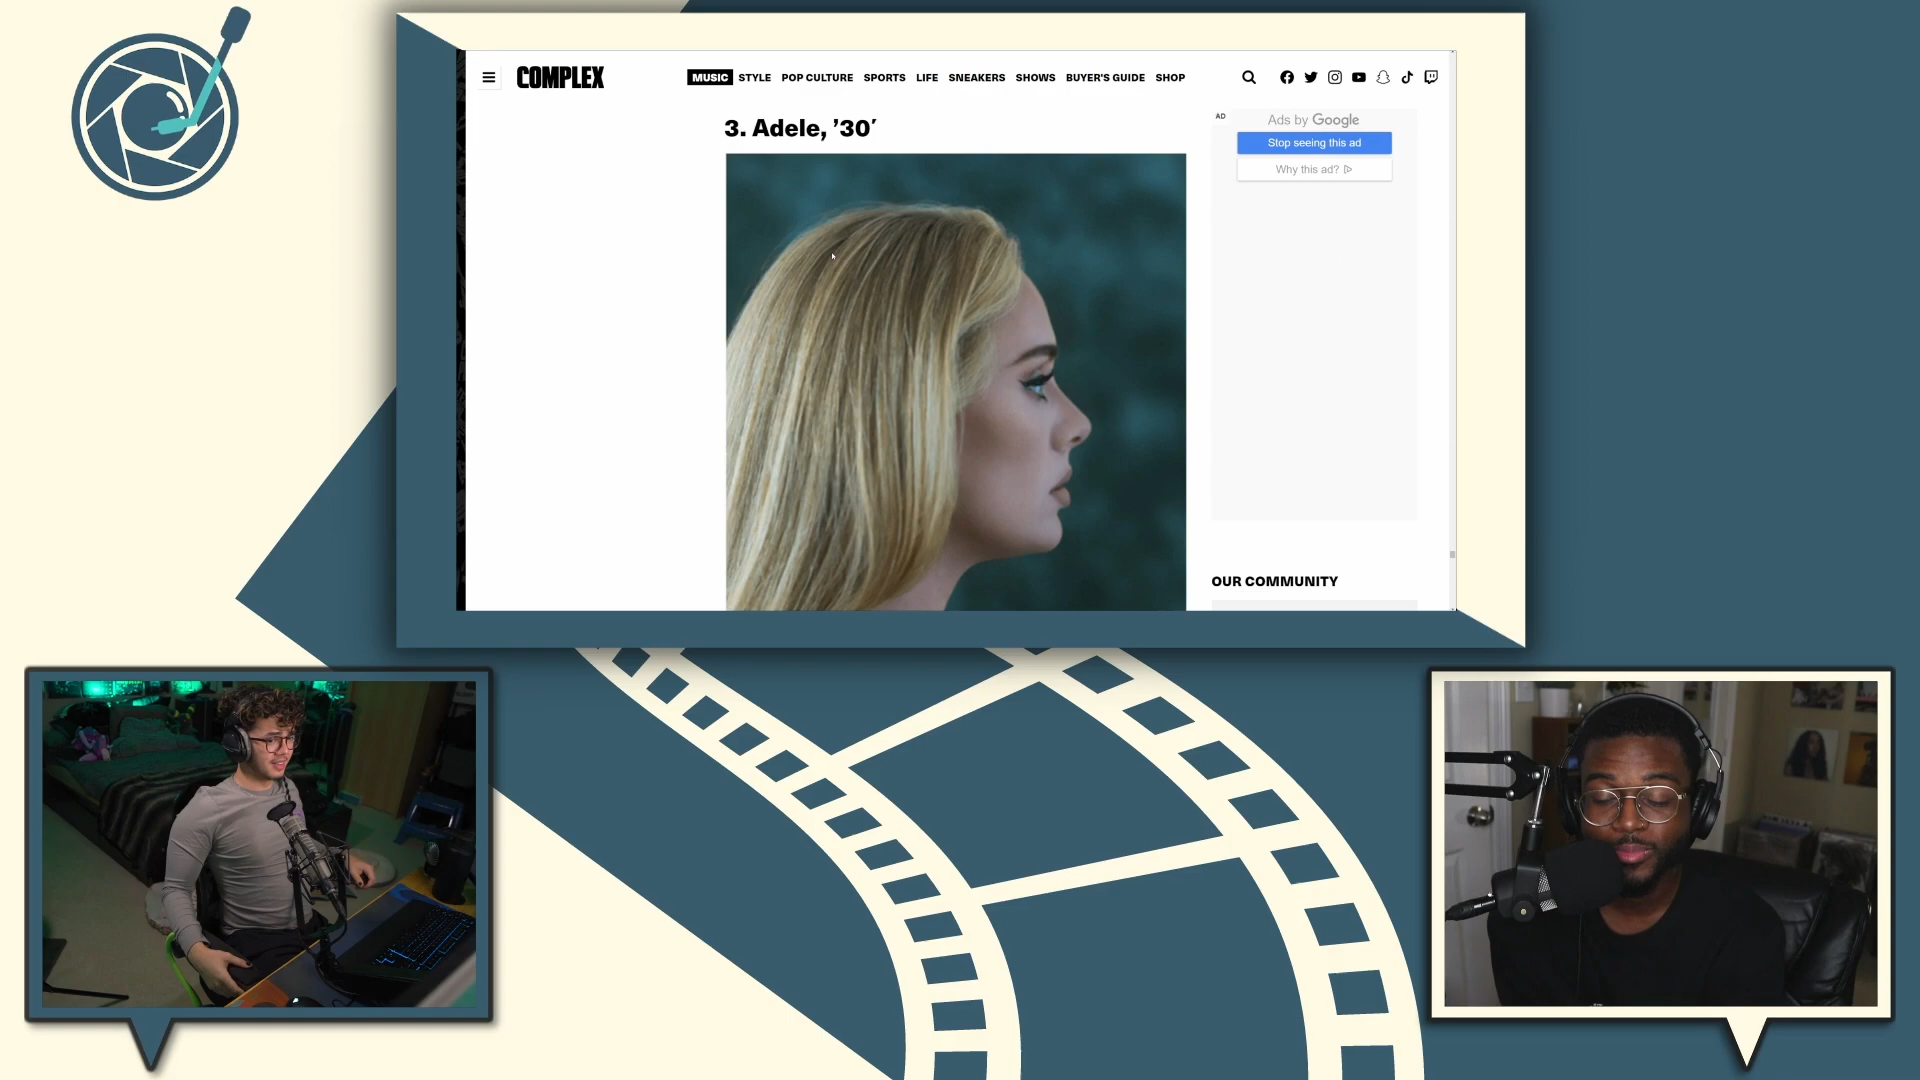 COMPLEX
MUSIC STYLE POP CULTURE SPORTS LIFE SNEAKERS SHOWS BUYER'S GUIDE SHOP
3. Adele, ’30′
AD
Ads by Google
Stop seeing this ad
Why this ad?
OUR COMMUNITY